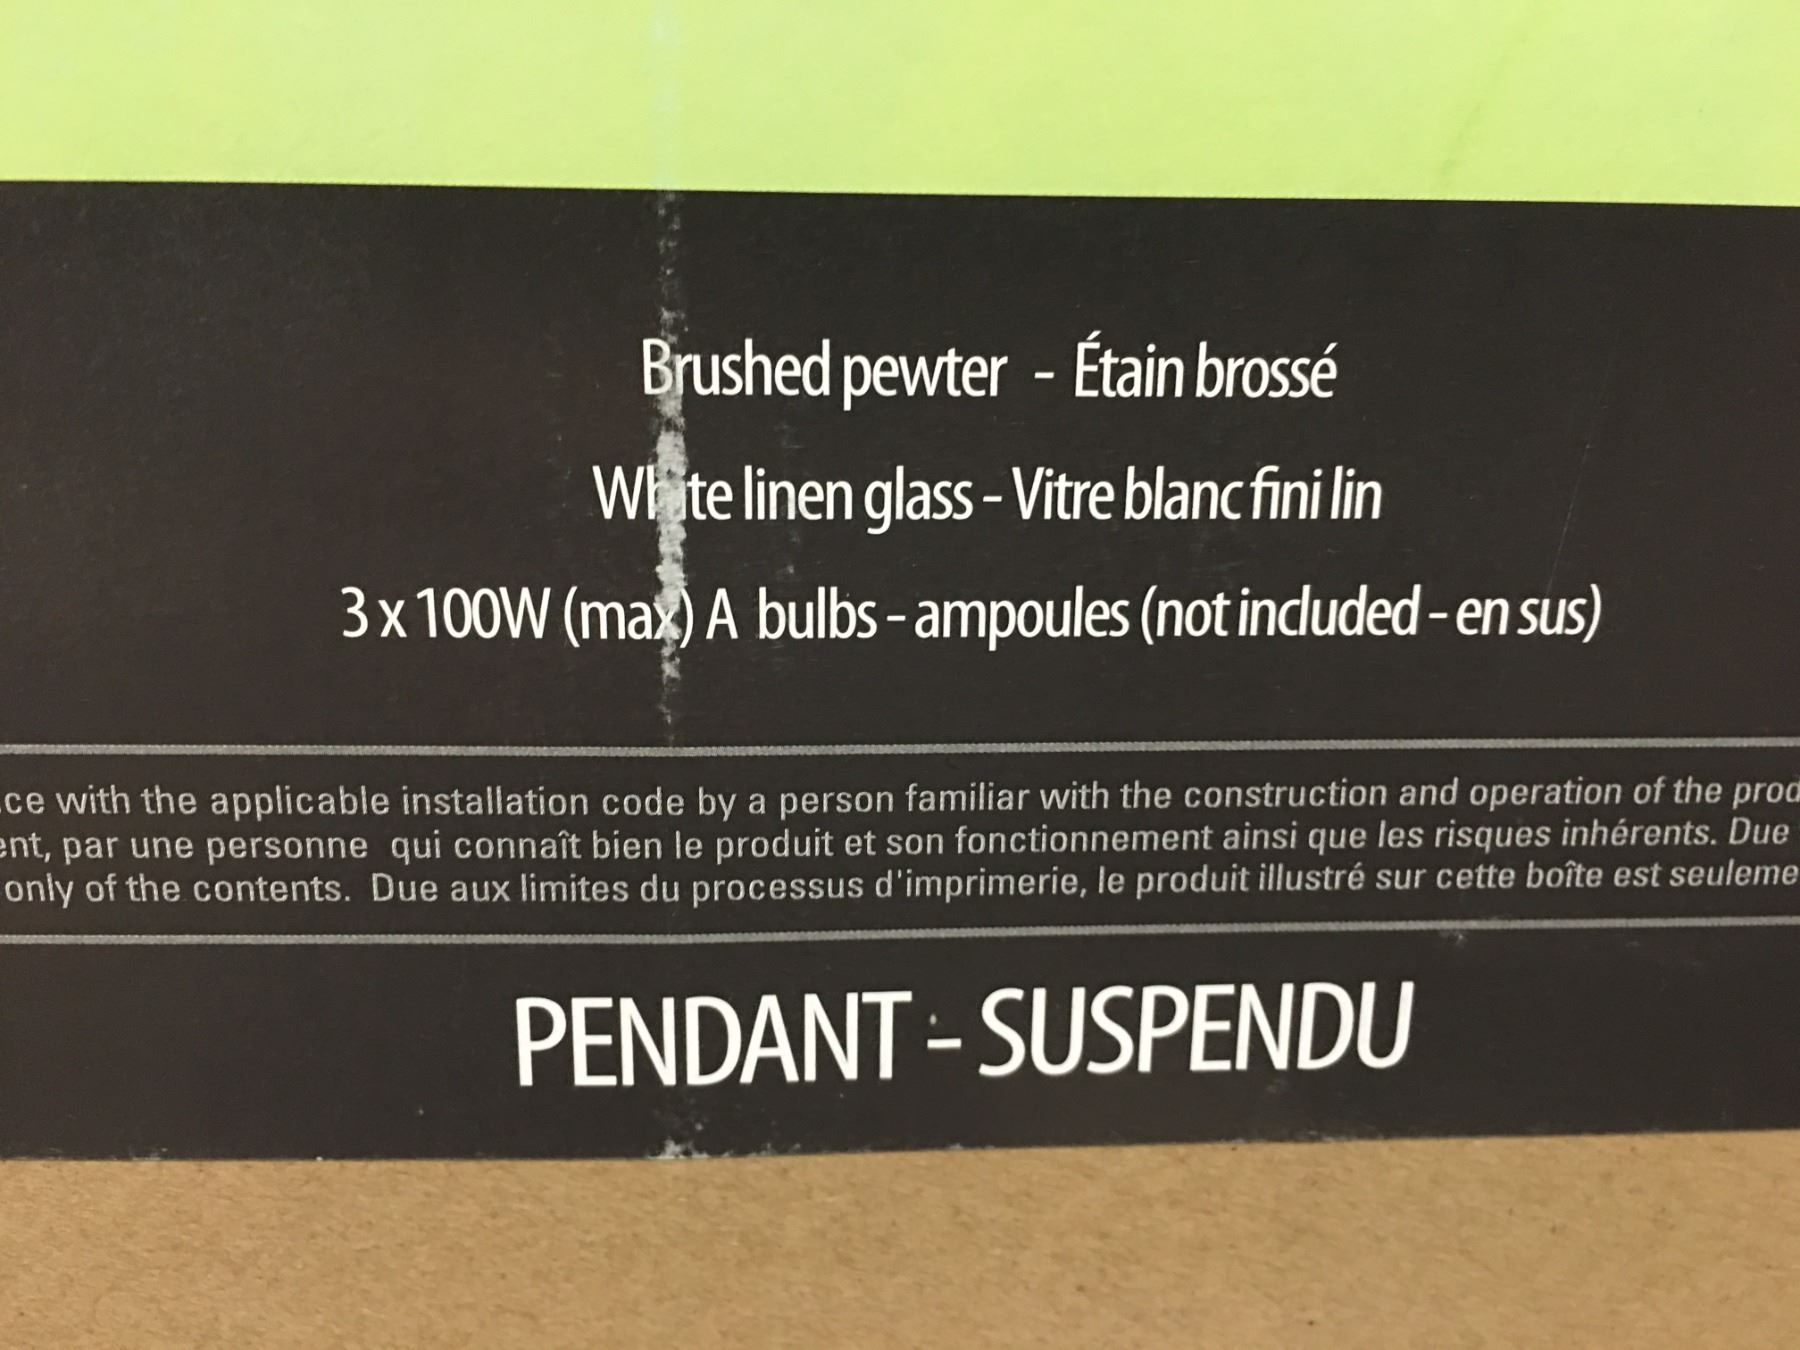 Brushed pewter - Étain brossé
White linen glass - Vitre blanc fini lin
3 x 100W (max) A bulbs - ampoules (not included - en sus)
ce with the applicable installation code by a person familiar with the construction and operation of the prod
ent, par une personne qui connaît bien le produit et son fonctionnement ainsi que les risques inhérents. Due
only of the contents. Due aux limites du processus d'imprimerie, le produit illustré sur cette boîte est seuleme
PENDANT - SUSPENDU